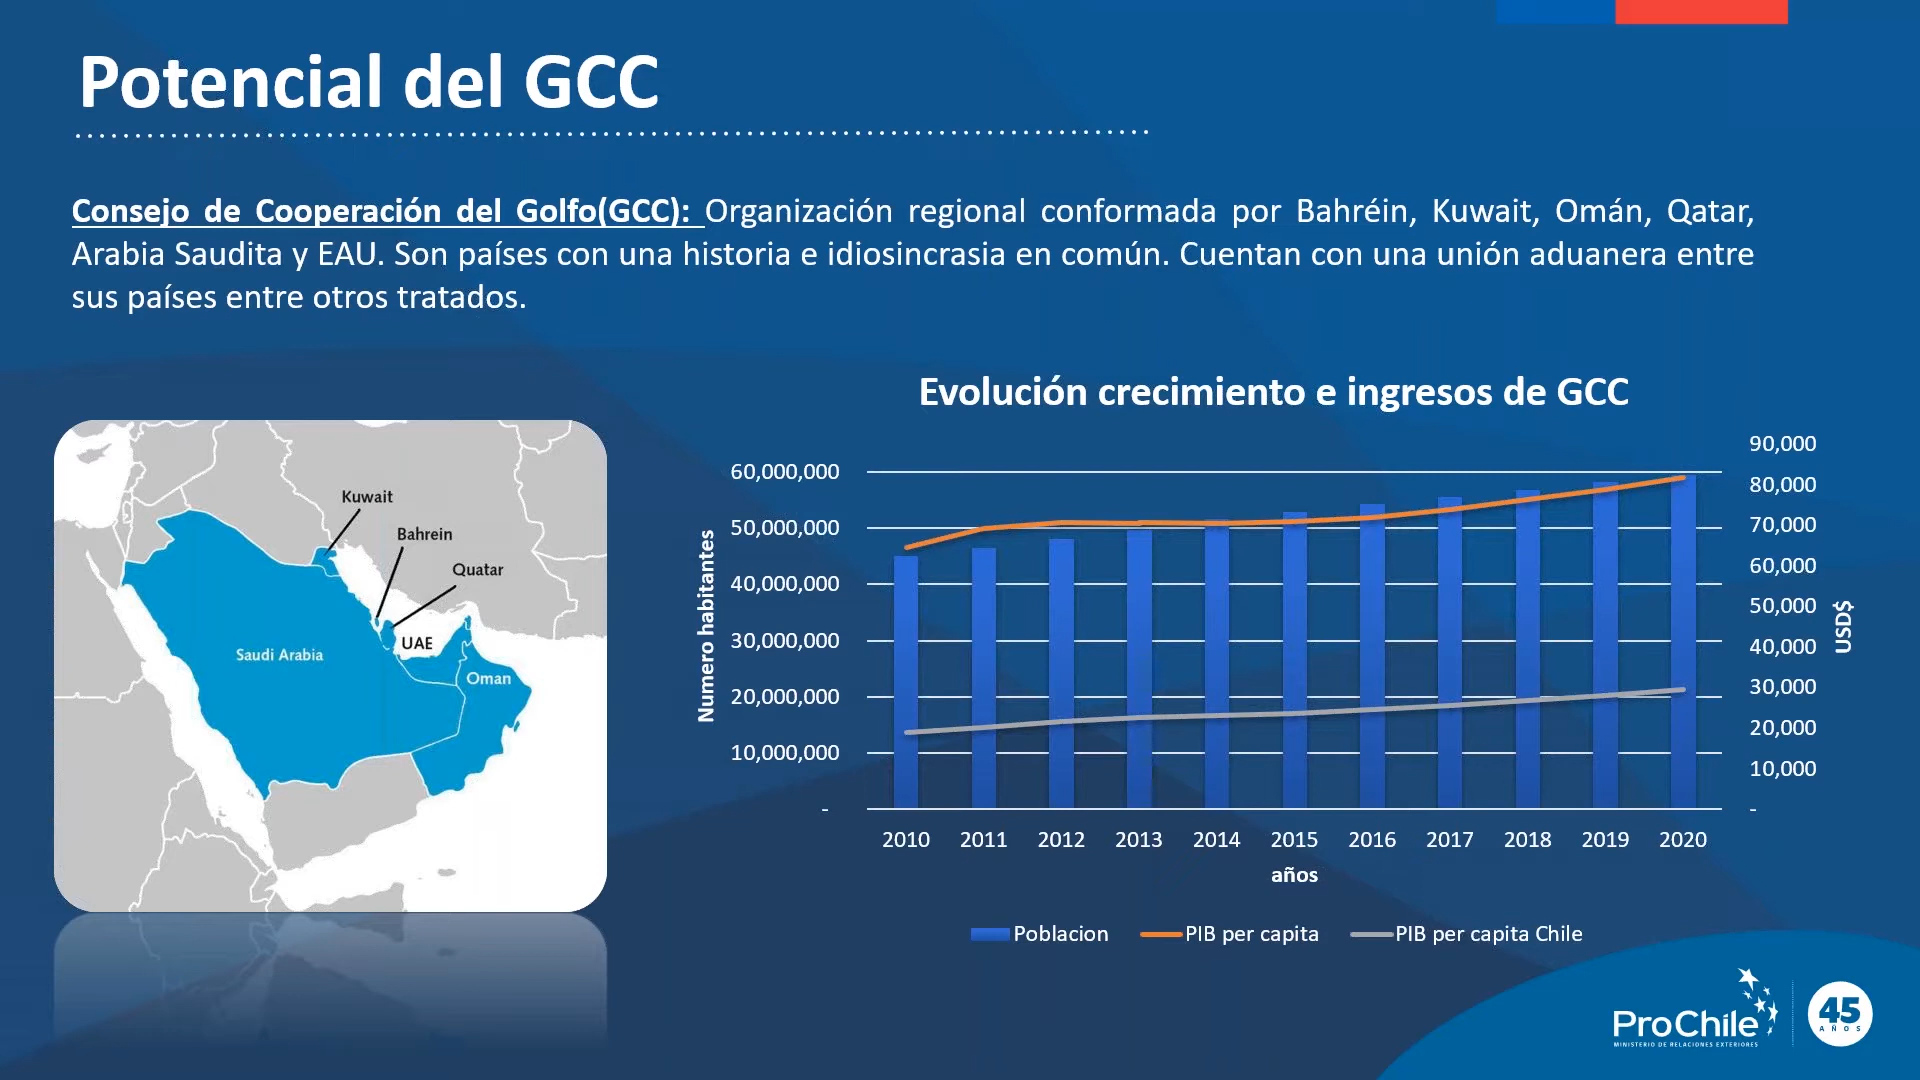 Potencial del GCC
Consejo de Cooperación del Golfo(GCC): Organización regional conformada por Bahréin, Kuwait, Omán, Qatar,
Arabia Saudita y EAU. Son países con una historia e idiosincrasia en común. Cuentan con una unión aduanera entre
sus países entre otros tratados.
Kuwait
Bahrein
Quatar
UAE
Saudi Arabia
Oman
Evolución crecimiento e ingresos de GCC
Numero habitantes
60,000,000
50,000,000
40,000,000
30,000,000
20,000,000
10,000,000
-
90,000
80,000
70,000
60,000
50,000
40,000
30,000
20,000
10,000
-
USD$
2010 2011 2012 2013 2014 2015 2016 2017 2018 2019 2020
años
Poblacion PIB per capita PIB per capita Chile
ProChile
MINISTERIO DE RELACIONES EXTERIORES
45
AÑOS